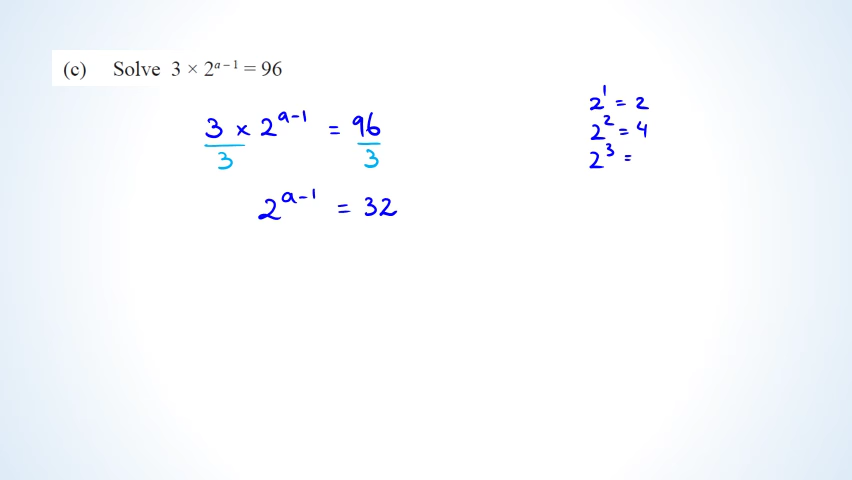 (c) Solve 3 × 2^{a−1} = 96
3 × 2^{a−1} = 96
3 3
2^{a−1} = 32
2^1 = 2
2^2 = 4
2^3 =